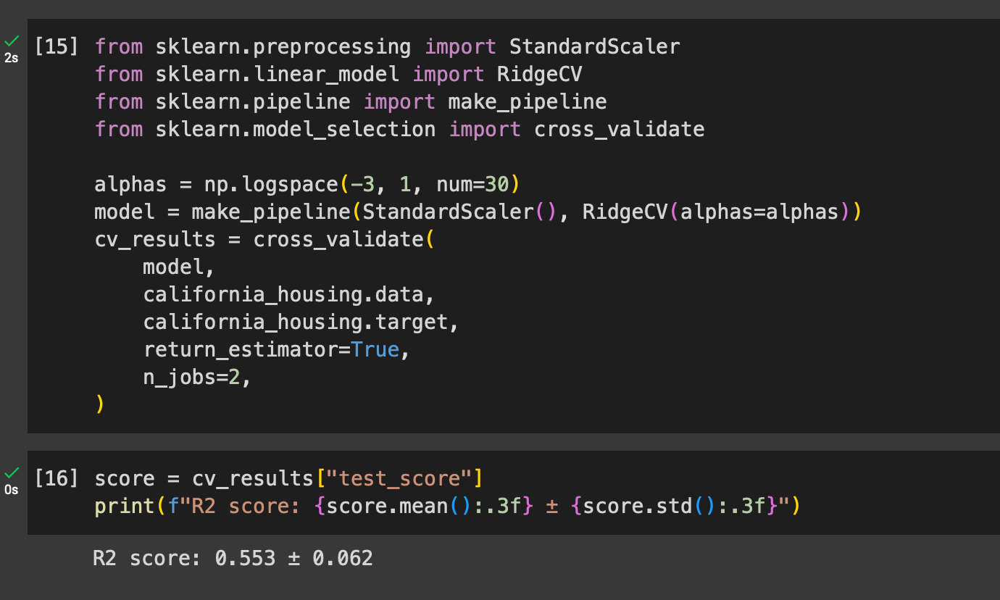 [15] from sklearn.preprocessing import StandardScaler
2s
from sklearn.linear_model import RidgeCV
from sklearn.pipeline import make_pipeline
from sklearn.model_selection import cross_validate
alphas = np.logspace(-3, 1, num=30)
model = make_pipeline(StandardScaler(), RidgeCV(alphas=alphas))
cv_results = cross_validate(
    model,
    california_housing.data,
    california_housing.target,
    return_estimator=True,
    n_jobs=2,
)
[16] score = cv_results["test_score"]
0s
print(f"R2 score: {score.mean():.3f} ± {score.std():.3f}")
R2 score: 0.553 ± 0.062